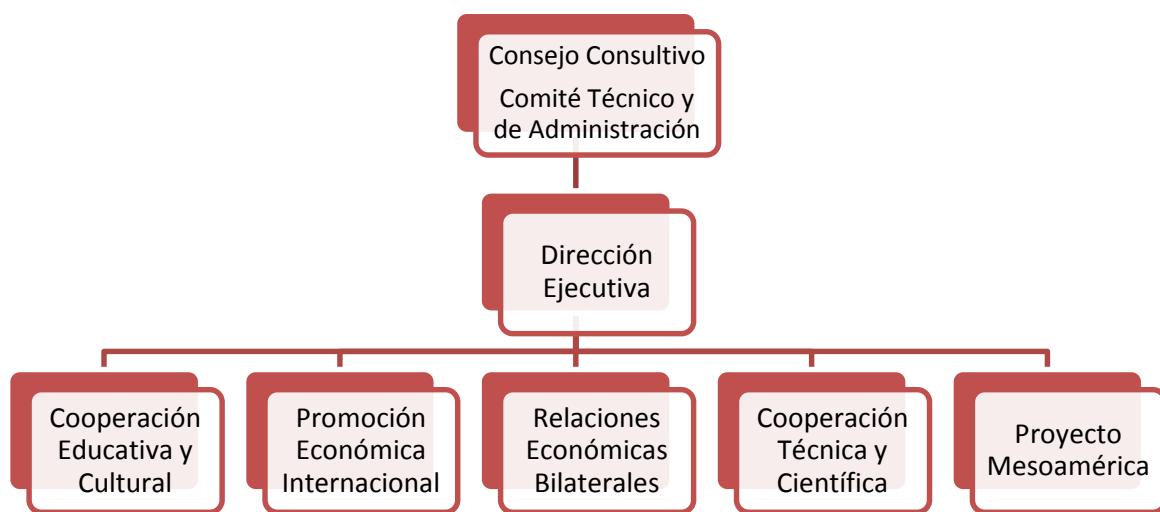 Consejo Consultivo
Comité Técnico y
de Administración
Dirección
Ejecutiva
Cooperación
Educativa y
Cultural
Promoción
Económica
Internacional
Relaciones
Económicas
Bilaterales
Cooperación
Técnica y
Científica
Proyecto
Mesoamérica